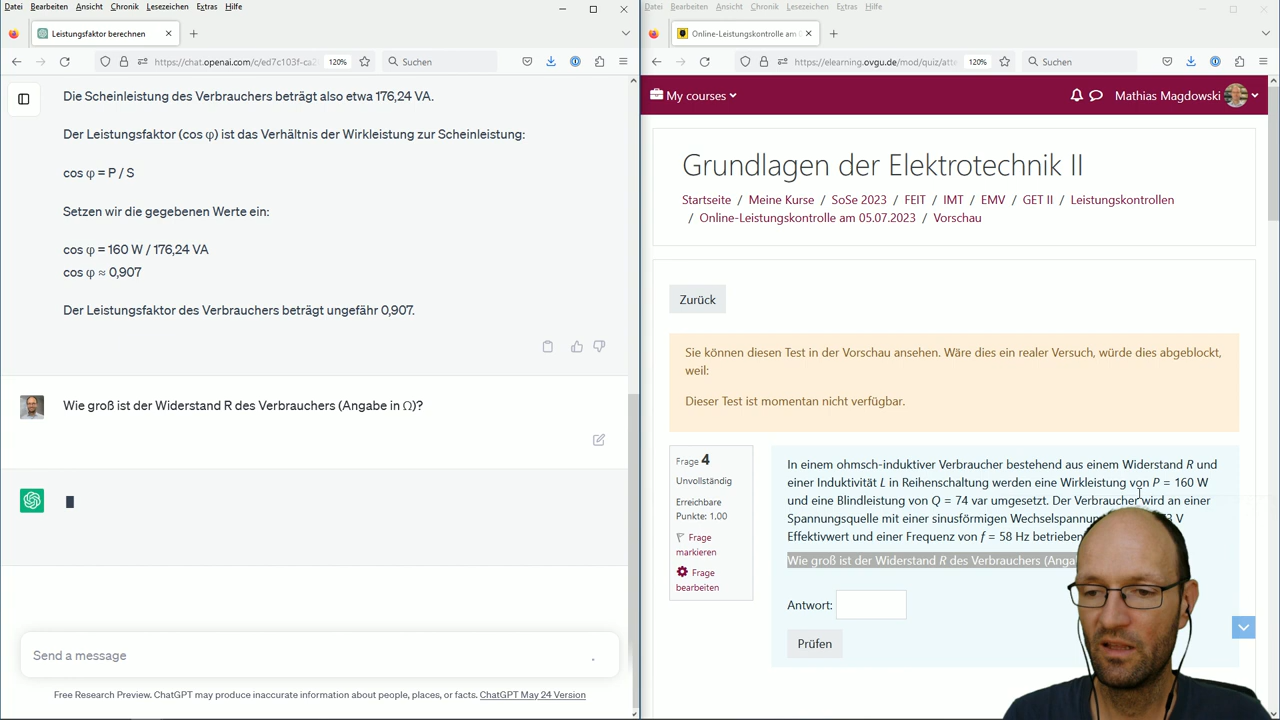 Datei Bearbeiten Ansicht Chronik Lesezeichen Extras Hilfe
Leistungsfaktor berechnen
https://chat.openai.com/c/ed7c103f-ca2
120%
Suchen
Die Scheinleistung des Verbrauchers beträgt also etwa 176,24 VA.
Der Leistungsfaktor (cos φ) ist das Verhältnis der Wirkleistung zur Scheinleistung:
cos φ = P / S
Setzen wir die gegebenen Werte ein:
cos φ = 160 W / 176,24 VA
cos φ ≈ 0,907
Der Leistungsfaktor des Verbrauchers beträgt ungefähr 0,907.
Wie groß ist der Widerstand R des Verbrauchers (Angabe in Ω)?
Send a message
Free Research Preview. ChatGPT may produce inaccurate information about people, places, or facts. ChatGPT May 24 Version
Datei Bearbeiten Ansicht Chronik Lesezeichen Extras Hilfe
Online-Leistungskontrolle am
https://elearning.ovgu.de/mod/quiz/atte
120%
Suchen
My courses
Mathias Magdowski
Grundlagen der Elektrotechnik II
Startseite / Meine Kurse / SoSe 2023 / FEIT / IMT / EMV / GET II / Leistungskontrollen
/ Online-Leistungskontrolle am 05.07.2023 / Vorschau
Zurück
Sie können diesen Test in der Vorschau ansehen. Wäre dies ein realer Versuch, würde dies abgeblockt,
weil:
Dieser Test ist momentan nicht verfügbar.
Frage 4
Unvollständig
Erreichbare
Punkte: 1,00
Frage
markieren
Frage
bearbeiten
In einem ohmsch-induktiver Verbraucher bestehend aus einem Widerstand R und
einer Induktivität L in Reihenschaltung werden eine Wirkleistung von P = 160 W
und eine Blindleistung von Q = 74 var umgesetzt. Der Verbraucher wird an einer
Spannungsquelle mit einer sinusförmigen Wechselspannung 3 V
Effektivwert und einer Frequenz von f = 58 Hz betrieben
Wie groß ist der Widerstand R des Verbrauchers (Anga
Antwort:
Prüfen